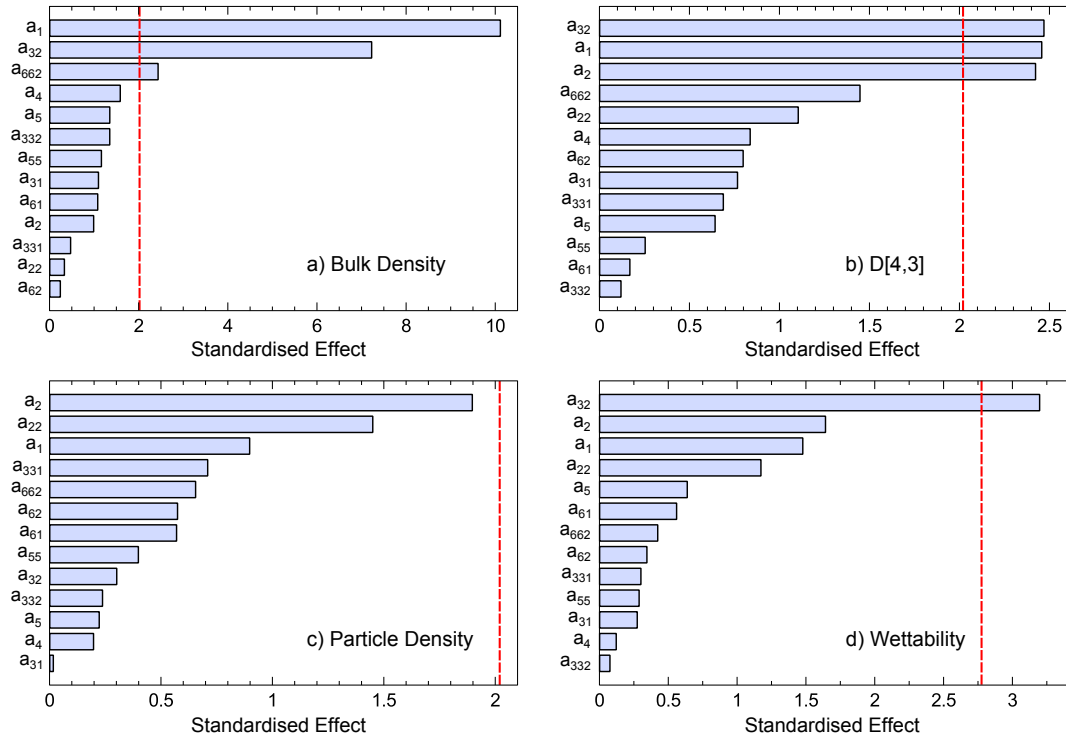 a1
a32
a662
a4
a5
a332
a55
a31
a61
a2
a331
a22
a62
a) Bulk Density
0 2 4 6 8 10
Standardised Effect
a32
a1
a2
a662
a22
a4
a62
a31
a331
a5
a55
a61
a332
b) D[4,3]
0 0.5 1 1.5 2 2.5
Standardised Effect
a2
a22
a1
a331
a662
a62
a61
a55
a32
a332
a5
a4
a31
c) Particle Density
0 0.5 1 1.5 2
Standardised Effect
a32
a2
a1
a22
a5
a61
a662
a62
a331
a55
a31
a4
a332
d) Wettability
0 0.5 1 1.5 2 2.5 3
Standardised Effect